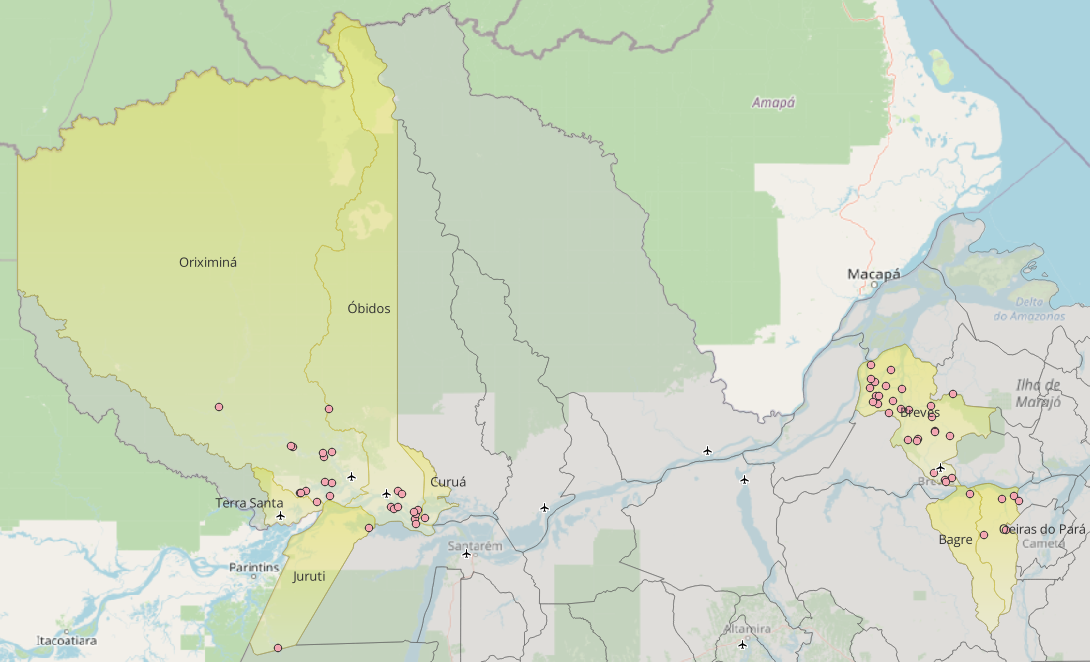 Amapá
Oriximiná
Macapá
Delta
do Amazonas
Óbidos
Ilha de
Marajó
Breves
Curuá
Terra Santa
Oeiras do Pará
Bagre
Cametá
Santarém
Parintins
Juruti
Altamira
Itacoatiara